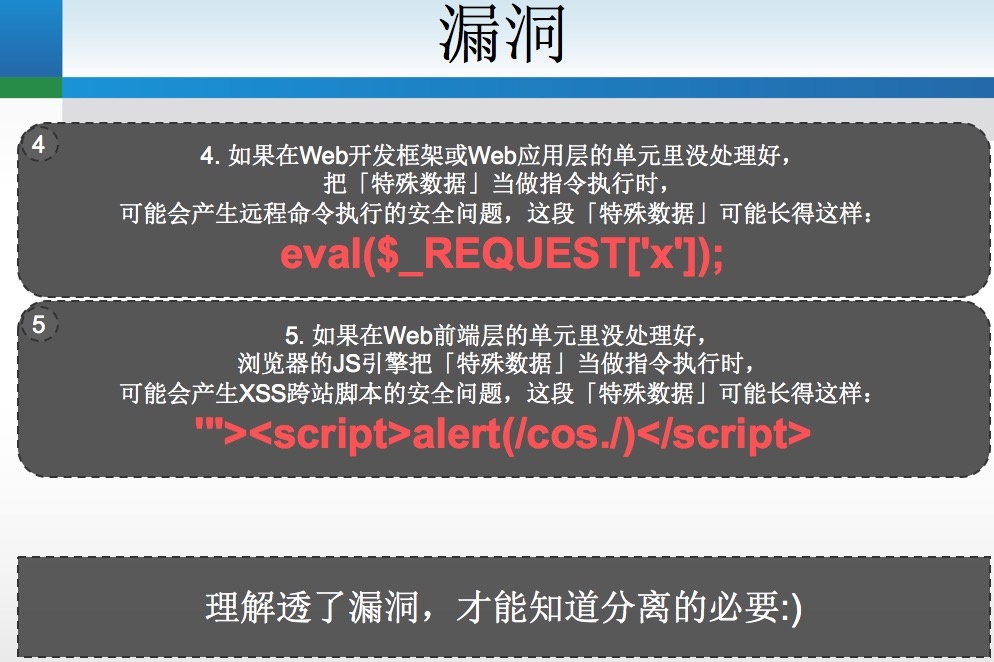 漏洞
4
4. 如果在Web开发框架或Web应用层的单元里没处理好，
把「特殊数据」当做指令执行时，
可能会产生远程命令执行的安全问题，这段「特殊数据」可能长得这样：
eval($_REQUEST['x']);
5
5. 如果在Web前端层的单元里没处理好，
浏览器的JS引擎把「特殊数据」当做指令执行时，
可能会产生XSS跨站脚本的安全问题，这段「特殊数据」可能长得这样：
'"><script>alert(/cos./)</script>
理解透了漏洞，才能知道分离的必要:)